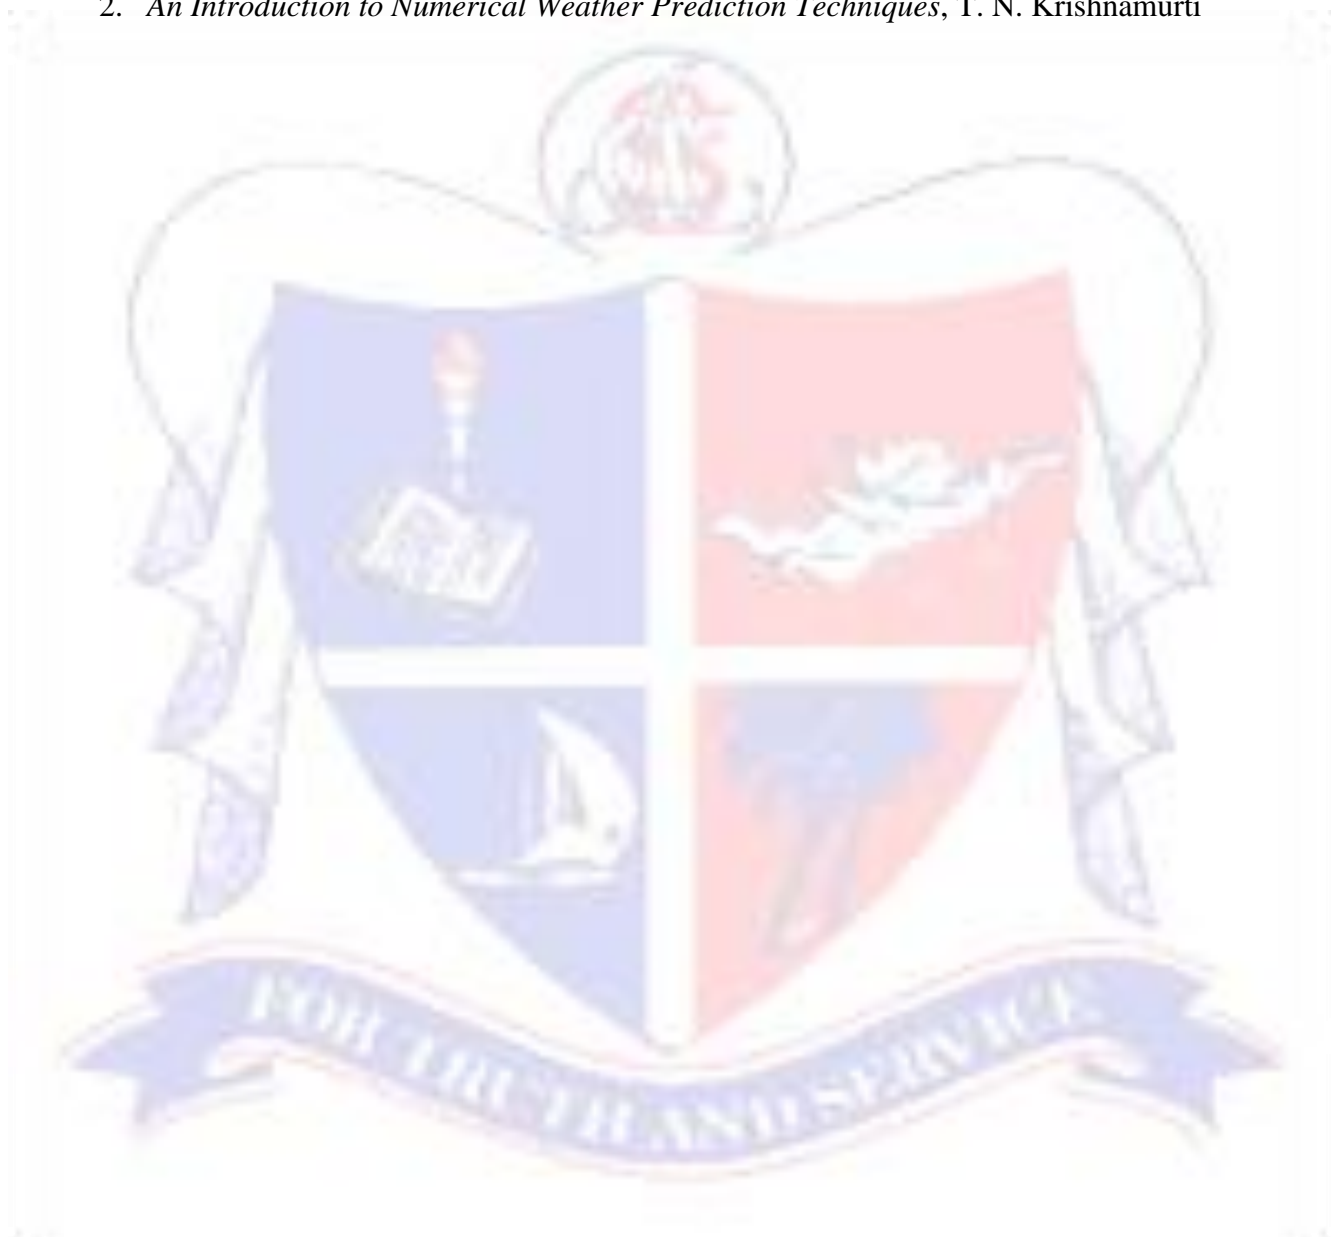 2. An Introduction to Numerical Weather Prediction Techniques, T. N. Krishnamurti
FOR TRUTH AND SERVICE